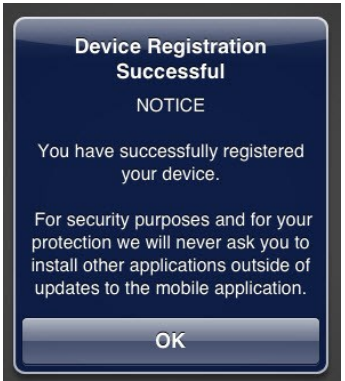 Device Registration
Successful
NOTICE
You have successfully registered
your device.
For security purposes and for your
protection we will never ask you to
install other applications outside of
updates to the mobile application.
OK